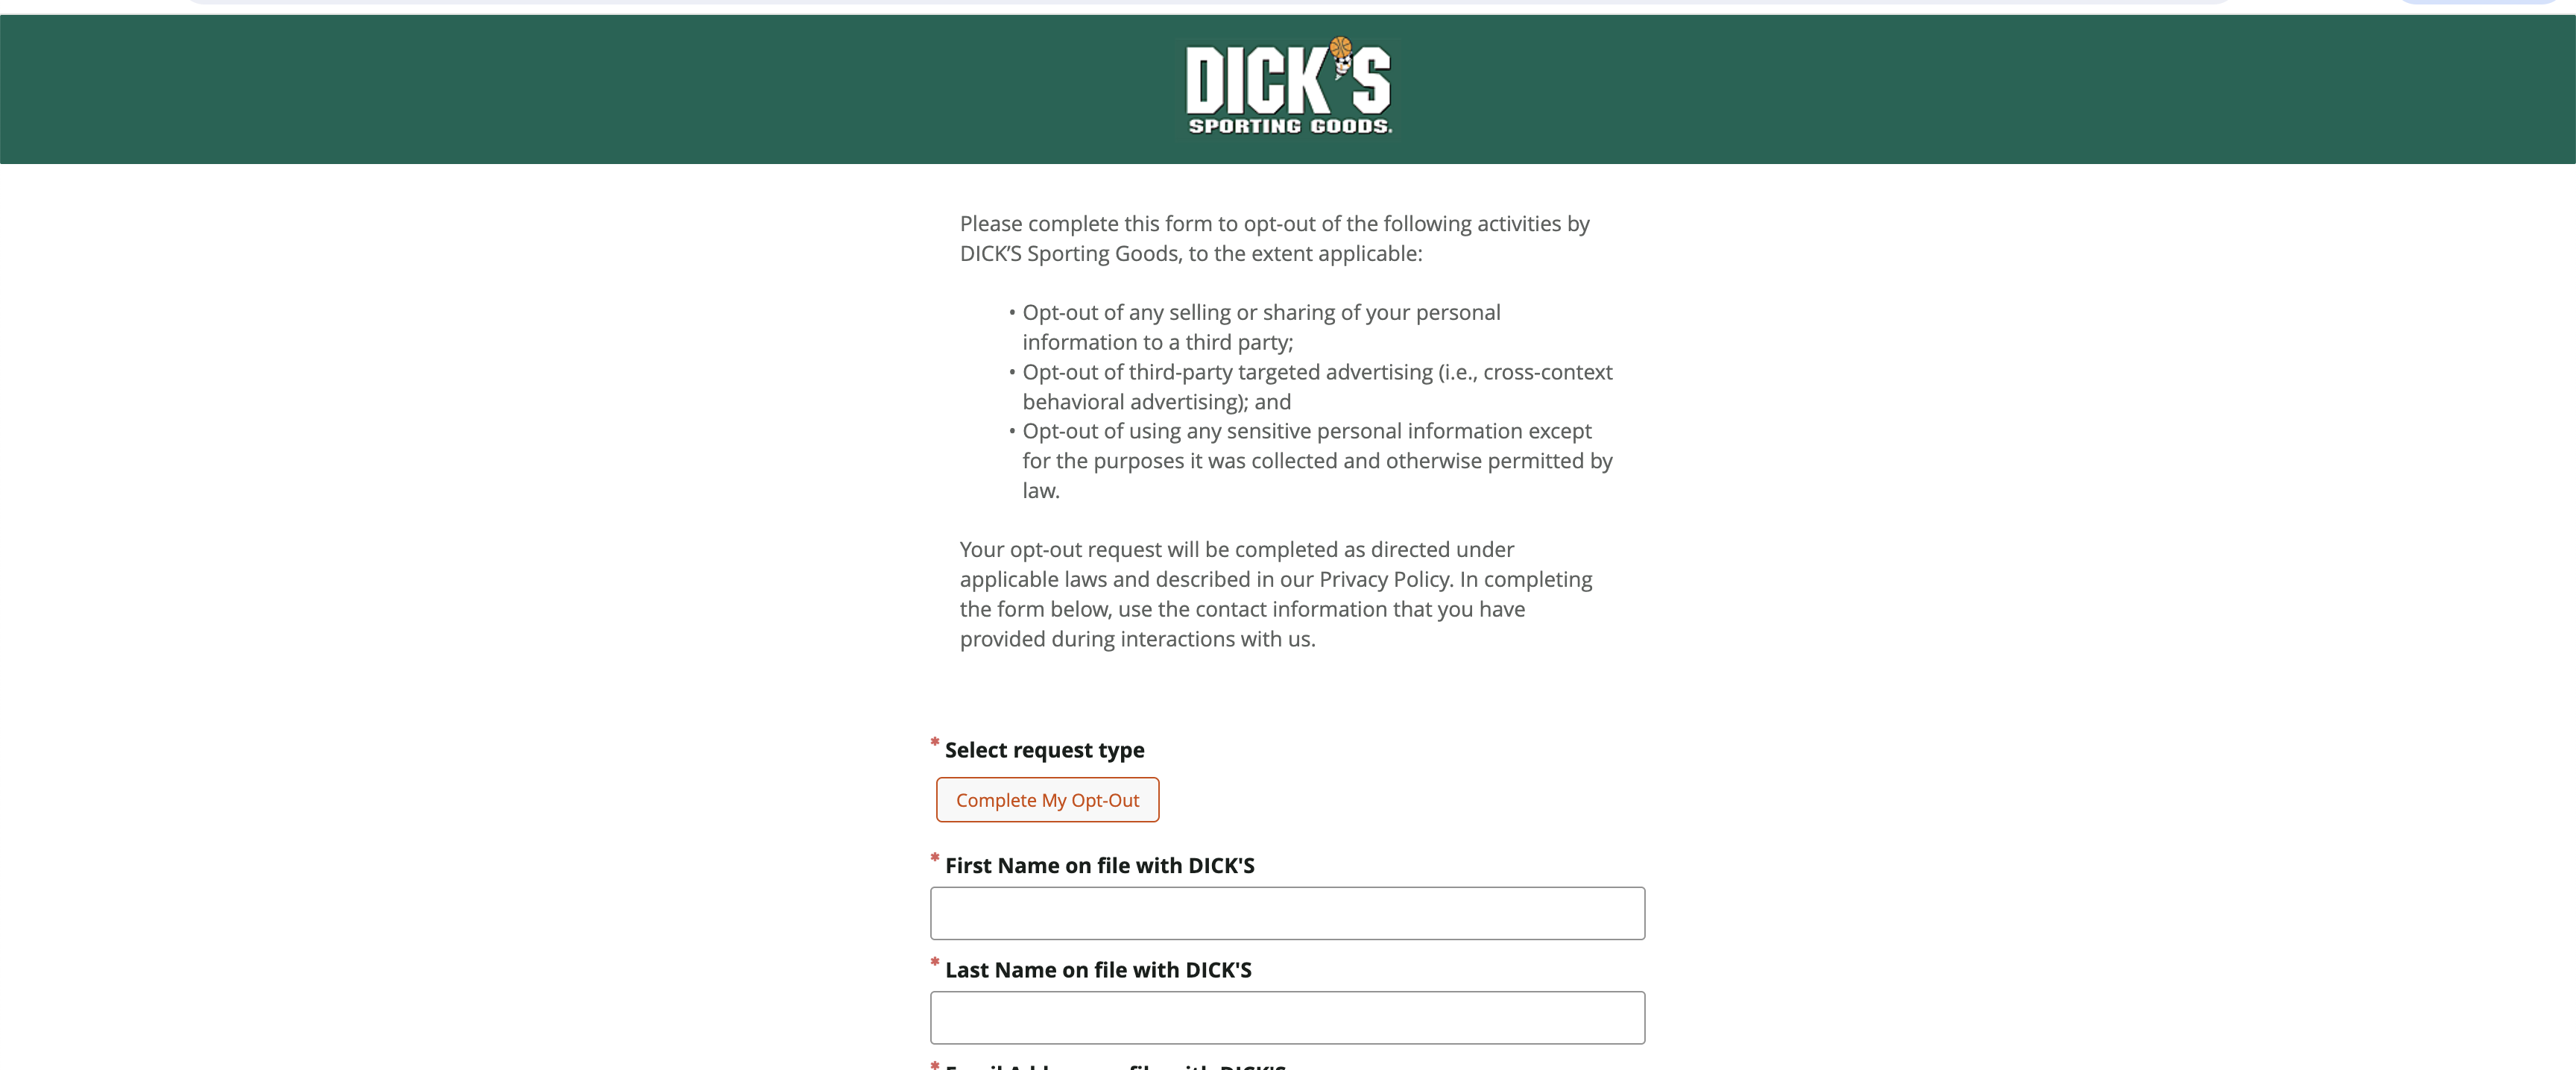 DICK'S
SPORTING GOODS.
Please complete this form to opt-out of the following activities by
DICK’S Sporting Goods, to the extent applicable:
• Opt-out of any selling or sharing of your personal
information to a third party;
• Opt-out of third-party targeted advertising (i.e., cross-context
behavioral advertising); and
• Opt-out of using any sensitive personal information except
for the purposes it was collected and otherwise permitted by
law.
Your opt-out request will be completed as directed under
applicable laws and described in our Privacy Policy. In completing
the form below, use the contact information that you have
provided during interactions with us.
* Select request type
Complete My Opt-Out
* First Name on file with DICK'S
* Last Name on file with DICK'S